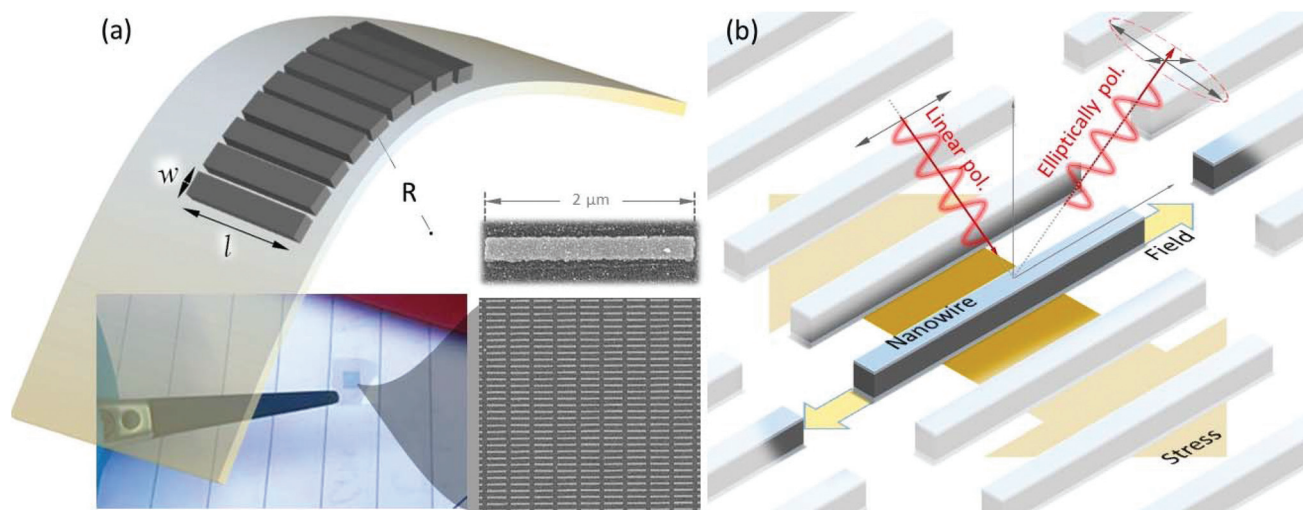 (a)
w
l
R
2 μm
(b)
Linear pol.
Elliptically pol.
Nanowire
Field
Stress